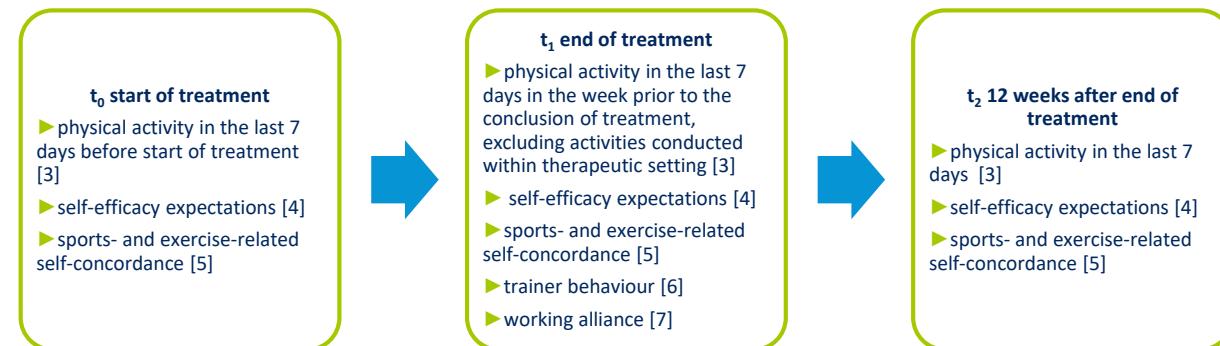 t0 start of treatment
►physical activity in the last 7
days before start of treatment
[3]
►self-efficacy expectations [4]
►sports- and exercise-related
self-concordance [5]
t1 end of treatment
►physical activity in the last 7
days in the week prior to the
conclusion of treatment,
excluding activities conducted
within therapeutic setting [3]
► self-efficacy expectations [4]
►sports- and exercise-related
self-concordance [5]
►trainer behaviour [6]
►working alliance [7]
t2 12 weeks after end of
treatment
►physical activity in the last 7
days [3]
►self-efficacy expectations [4]
►sports- and exercise-related
self-concordance [5]